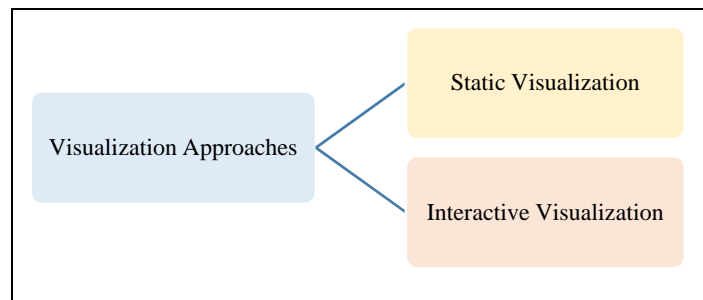 Static Visualization
Visualization Approaches
Interactive Visualization